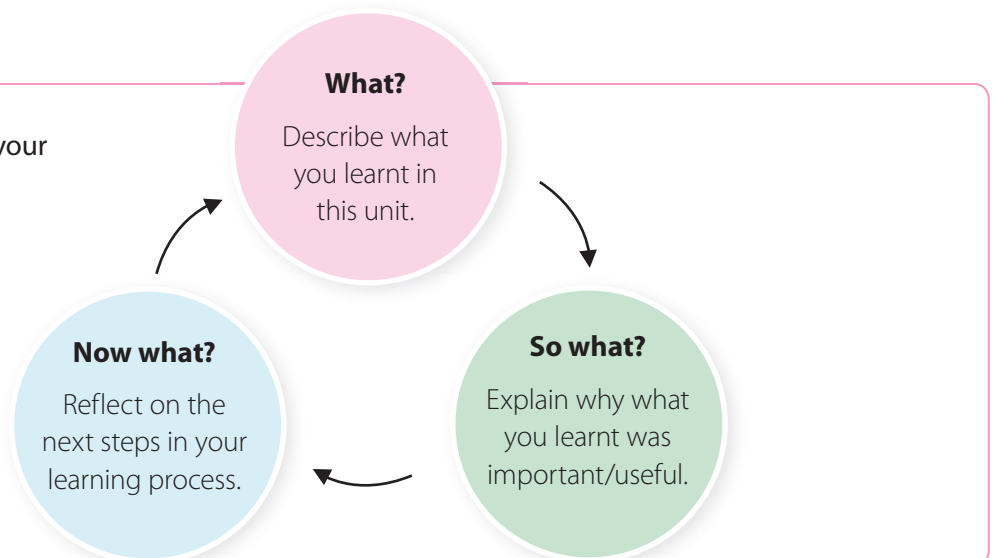 your
What?
Describe what
you learnt in
this unit.
So what?
Explain why what
you learnt was
important/useful.
Now what?
Reflect on the
next steps in your
learning process.